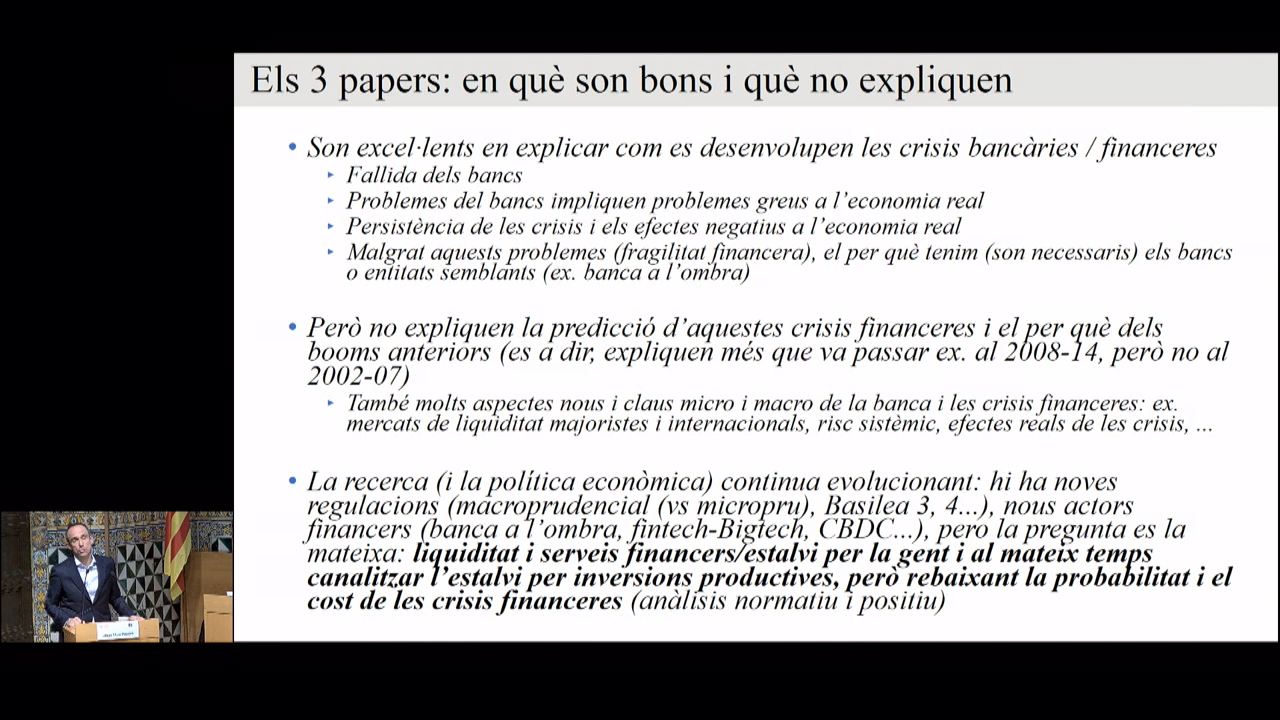 Els 3 papers: en què son bons i què no expliquen
• Son excel·lents en explicar com es desenvolupen les crisis bancàries / financeres
▸ Fallida dels bancs
▸ Problemes del bancs impliquen problemes greus a l’economia real
▸ Persistència de les crisis i els efectes negatius a l’economia real
▸ Malgrat aquests problemes (fragilitat financera), el per què tenim (son necessaris) els bancs
o entitats semblants (ex. banca a l’ombra)
• Però no expliquen la predicció d’aquestes crisis financeres i el per què dels
booms anteriors (es a dir, expliquen més que va passar ex. al 2008-14, però no al
2002-07)
▸ També molts aspectes nous i claus micro i macro de la banca i les crisis financeres: ex.
mercats de liquiditat majoristes i internacionals, risc sistèmic, efectes reals de les crisis, ...
• La recerca (i la política econòmica) continua evolucionant: hi ha noves
regulacions (macroprudencial (vs micropru), Basilea 3, 4...), nous actors
financers (banca a l’ombra, fintech-Bigtech, CBDC...), però la pregunta es la
mateixa: liquiditat i serveis financers/estalvi per la gent i al mateix temps
canalitzar l’estalvi per inversions productives, però rebaixant la probabilitat i el
cost de les crisis financeres (anàlisis normatiu i positiu)